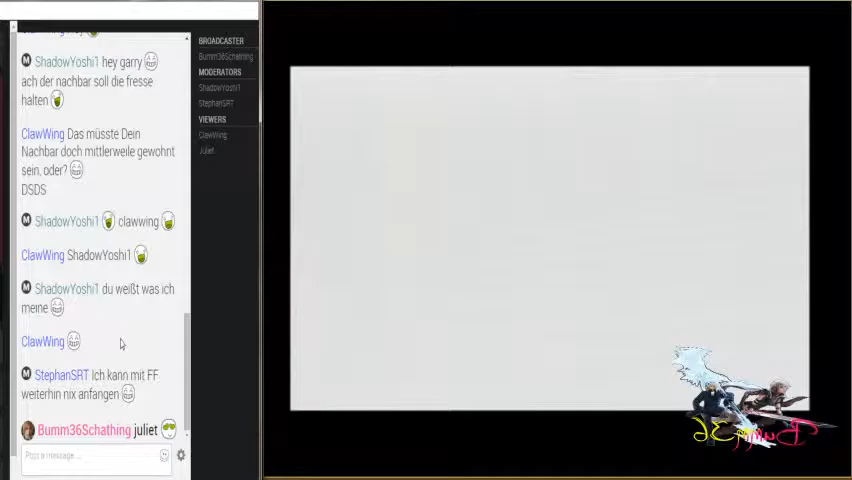 ShadowYoshi1 hey garry
ach der nachbar soll die fresse
halten
ClawWing Das müsste Dein
Nachbar doch mittlerweile gewohnt
sein, oder?
DSDS
ShadowYoshi1 clawwing
ClawWing ShadowYoshi1
ShadowYoshi1 du weißt was ich
meine
ClawWing
StephanSRT Ich kann mit FF
weiterhin nix anfangen
Bumm36Schathing juliet
Post a message...
BROADCASTER
Bumm36Schathing
MODERATORS
ShadowYoshi1
StephanSRT
VIEWERS
ClawWing
Juliet